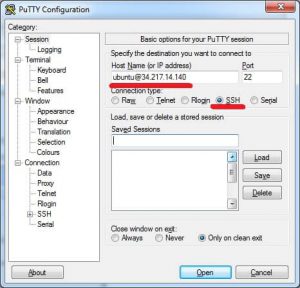 PuTTY Configuration
Category:
Session
Logging
Terminal
Keyboard
Bell
Features
Window
Appearance
Behaviour
Translation
Selection
Colours
Connection
Data
Proxy
Telnet
Rlogin
SSH
Serial
Basic options for your PuTTY session
Specify the destination you want to connect to
Host Name (or IP address) Port
ubuntu@34.217.14.140 22
Connection type:
Raw Telnet Rlogin SSH Serial
Load, save or delete a stored session
Saved Sessions
Load
Save
Delete
Close window on exit:
Always Never Only on clean exit
About Open Cancel